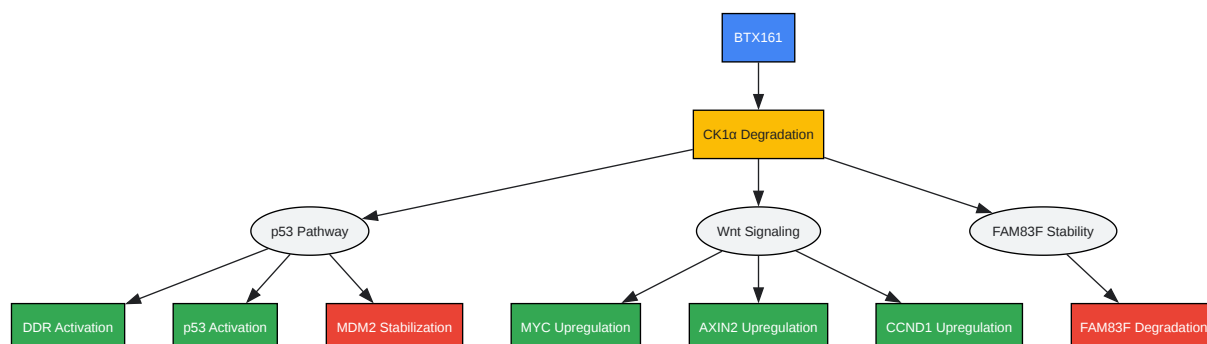 BTX161
CK1α Degradation
p53 Pathway
Wnt Signaling
FAM83F Stability
DDR Activation
p53 Activation
MDM2 Stabilization
MYC Upregulation
AXIN2 Upregulation
CCND1 Upregulation
FAM83F Degradation